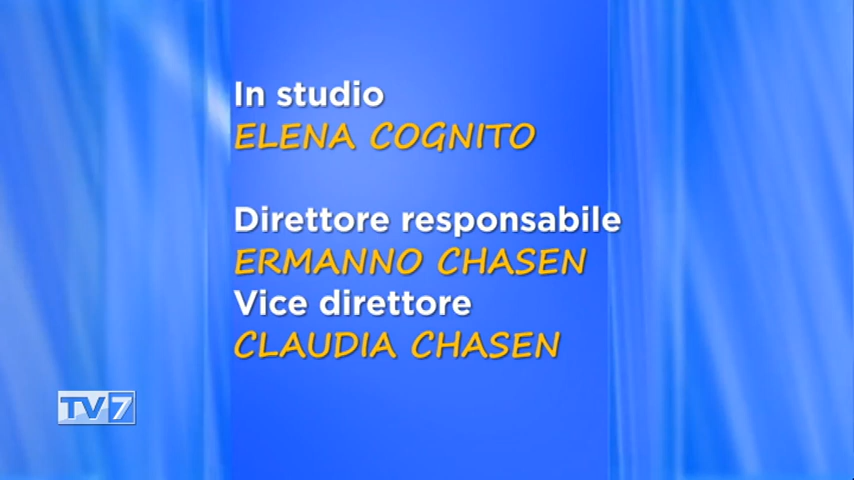 In studio
ELENA COGNITO
Direttore responsabile
ERMANNO CHASEN
Vice direttore
CLAUDIA CHASEN
TV7